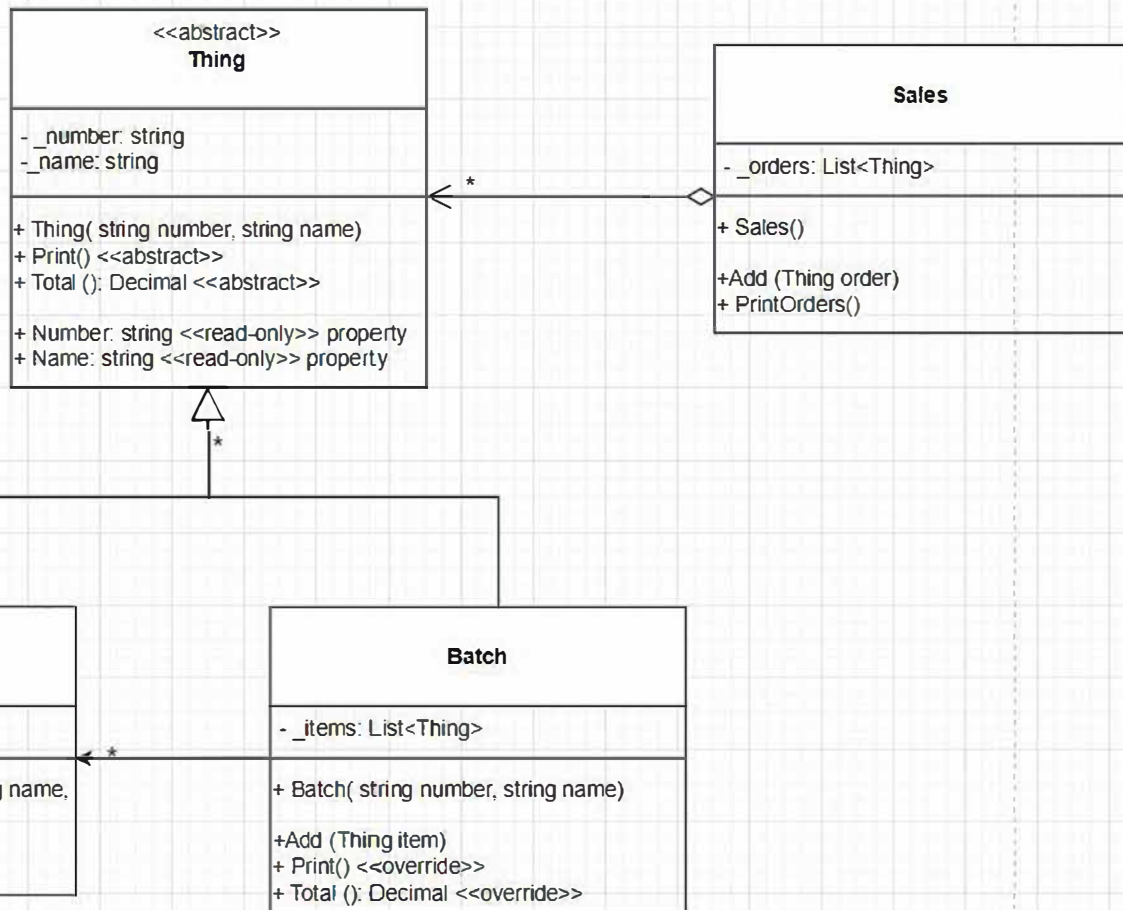 <<abstract>>
Thing
- _number: string
-_name: string
+ Thing( string number, string name)
+ Print() <<abstract>>
+ Total (): Decimal <<abstract>>
+ Number: string <<read-only>> property
+ Name: string <<read-only>> property
*
Sales
- _orders: List<Thing>
+ Sales()
+Add (Thing order)
+ PrintOrders()
*
*
name,
Batch
- _items: List<Thing>
+ Batch( string number, string name)
+Add (Thing item)
+ Print() <<override>>
+ Total (): Decimal <<override>>